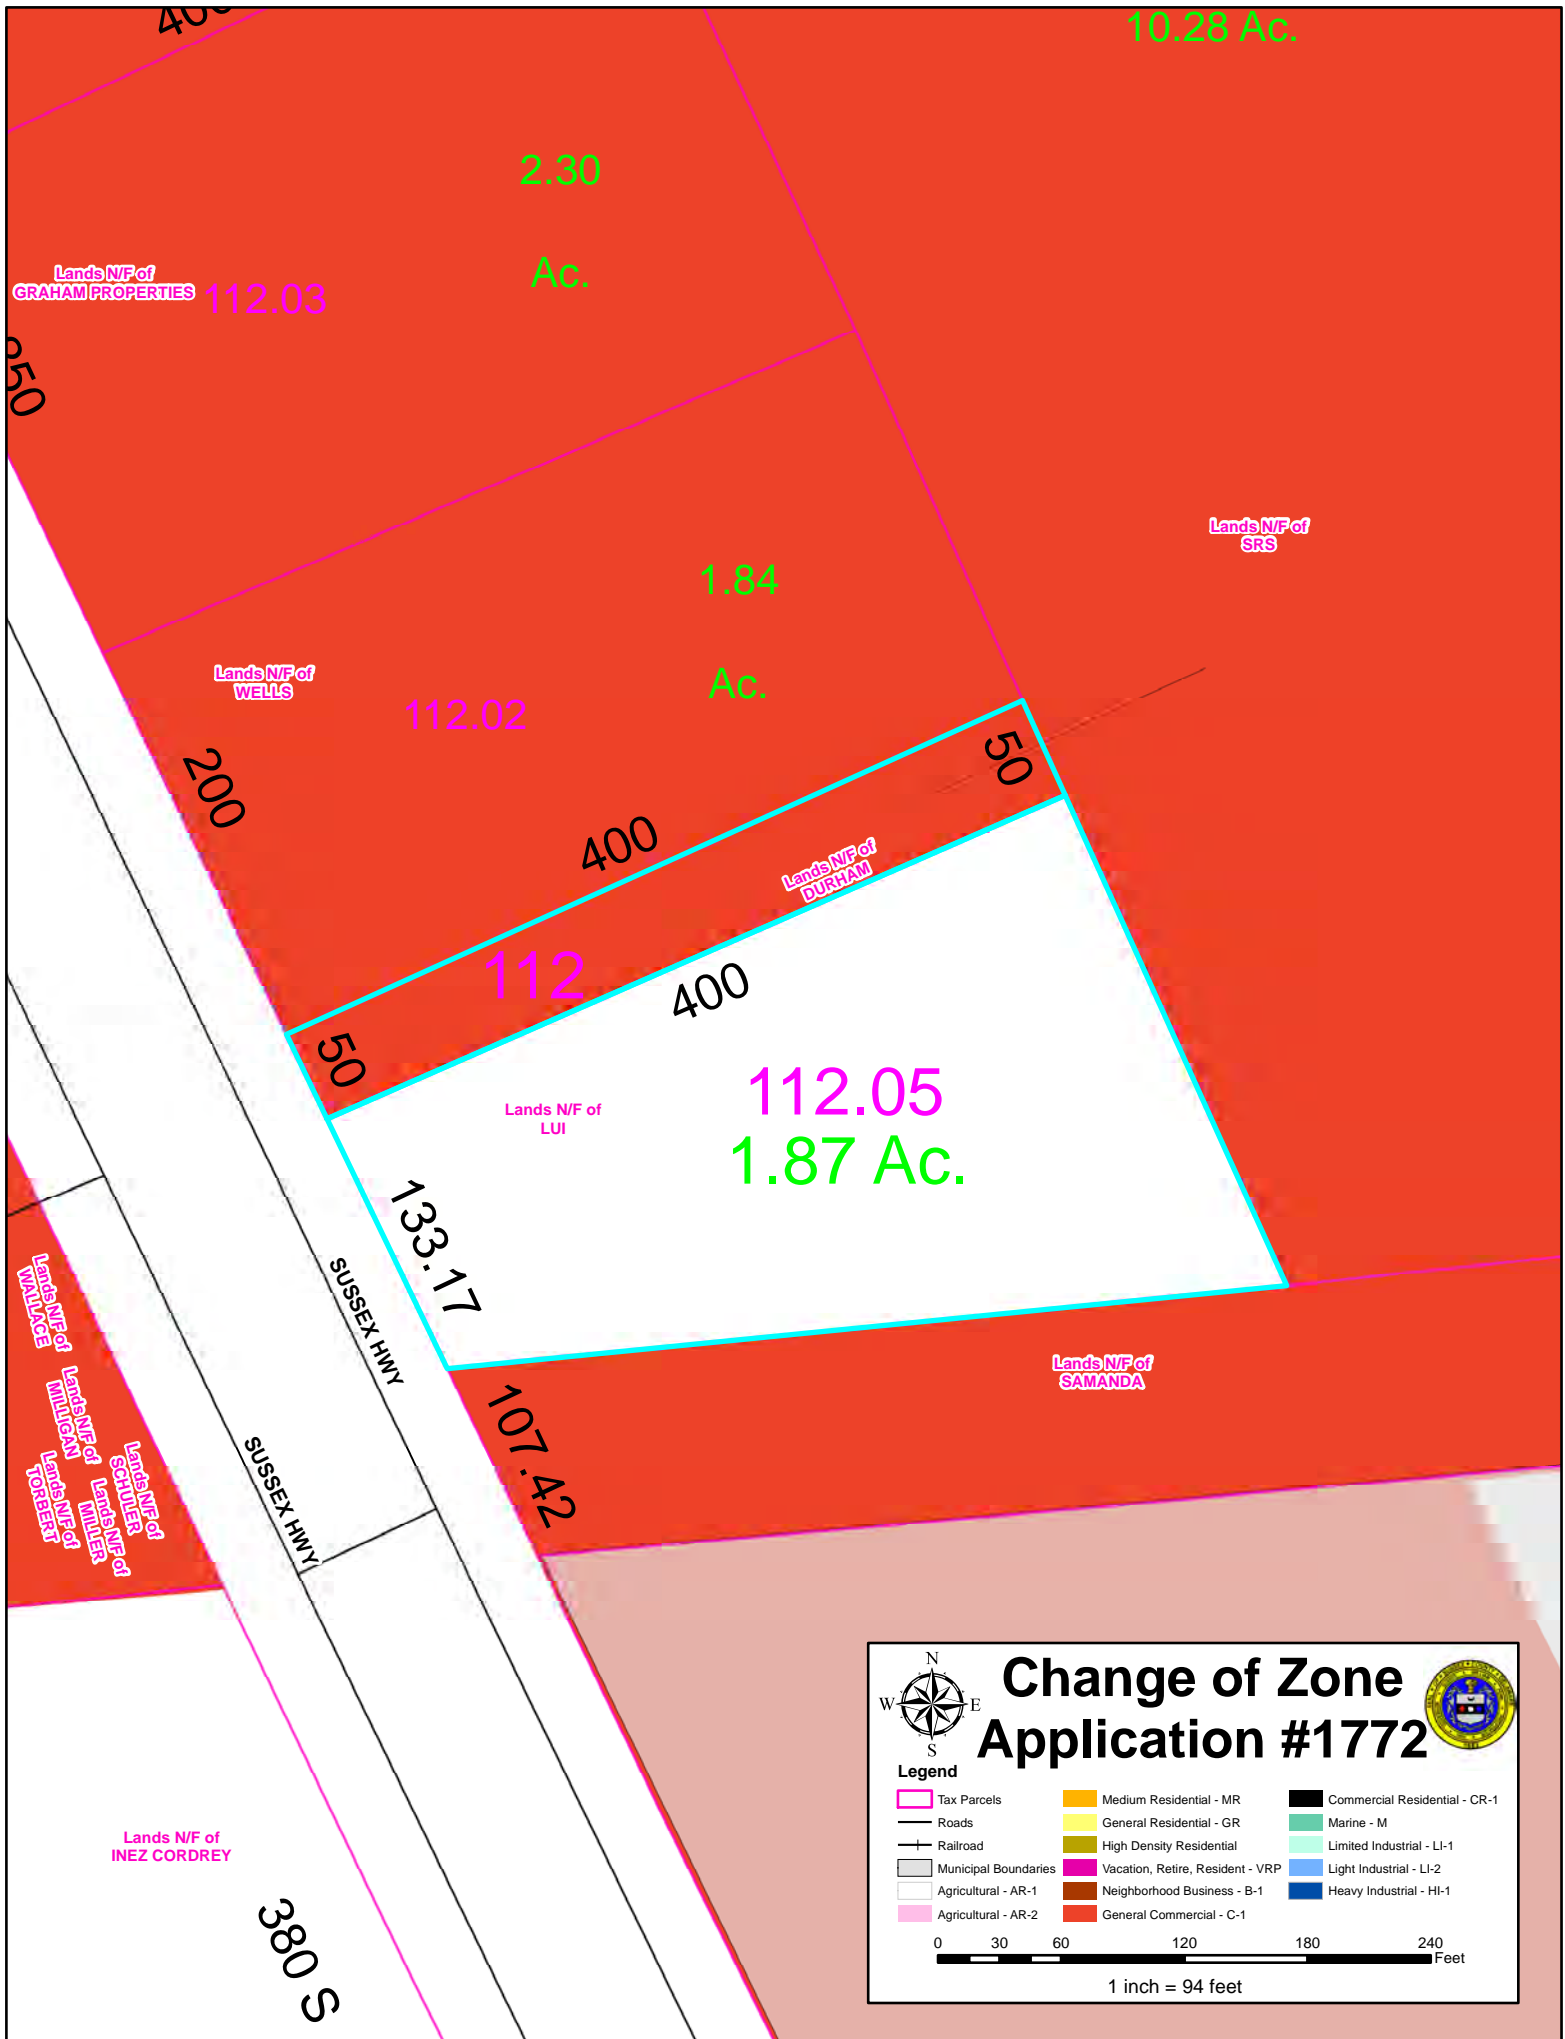 10.28 Ac.
2.30
Ac.
Lands N/F of
GRAHAM PROPERTIES
112.03
Lands N/F of
SRS
1.84
Ac.
Lands N/F of
WELLS
112.02
200
50
400
Lands N/F of
DURHAM
112
400
50
112.05
1.87 Ac.
Lands N/F of
LUI
133.17
SUSSEX HWY
Lands N/F of
WALLACE
Lands N/F of
MILLIGAN
Lands N/F of
SCHULER
Lands N/F of
TORBERT
Lands N/F of
MILLER
SUSSEX HWY
Lands N/F of
SAMANDA
107.42
Lands N/F of
INEZ CORDREY
380 S
N
W
E
S
Change of Zone
Application #1772
Legend
Tax Parcels
Roads
Railroad
Municipal Boundaries
Agricultural - AR-1
Agricultural - AR-2
Medium Residential - MR
General Residential - GR
High Density Residential
Vacation, Retire, Resident - VRP
Neighborhood Business - B-1
General Commercial - C-1
Commercial Residential - CR-1
Marine - M
Limited Industrial - LI-1
Light Industrial - LI-2
Heavy Industrial - HI-1
0 30 60 120 180 240
Feet
1 inch = 94 feet